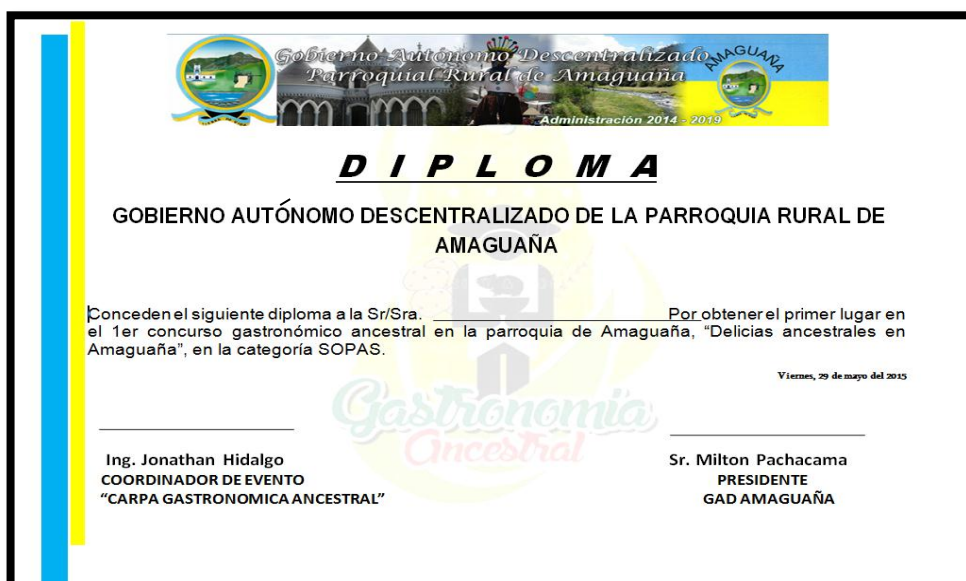 Gobierno Autónomo Descentralizado
Parroquial Rural de Amaguaña
AMAGUAÑA
Administración 2014 - 2019
DIPLOMA
GOBIERNO AUTÓNOMO DESCENTRALIZADO DE LA PARROQUIA RURAL DE
AMAGUAÑA
Conceden el siguiente diploma a la Sr/Sra. Por obtener el primer lugar en
el 1er concurso gastronómico ancestral en la parroquia de Amaguaña, “Delicias ancestrales en
Amaguaña”, en la categoría SOPAS.
Viernes, 29 de mayo del 2015
Gastronomia
Ancestral
Ing. Jonathan Hidalgo
COORDINADOR DE EVENTO
“CARPA GASTRONOMICA ANCESTRAL”
Sr. Milton Pachacama
PRESIDENTE
GAD AMAGUAÑA